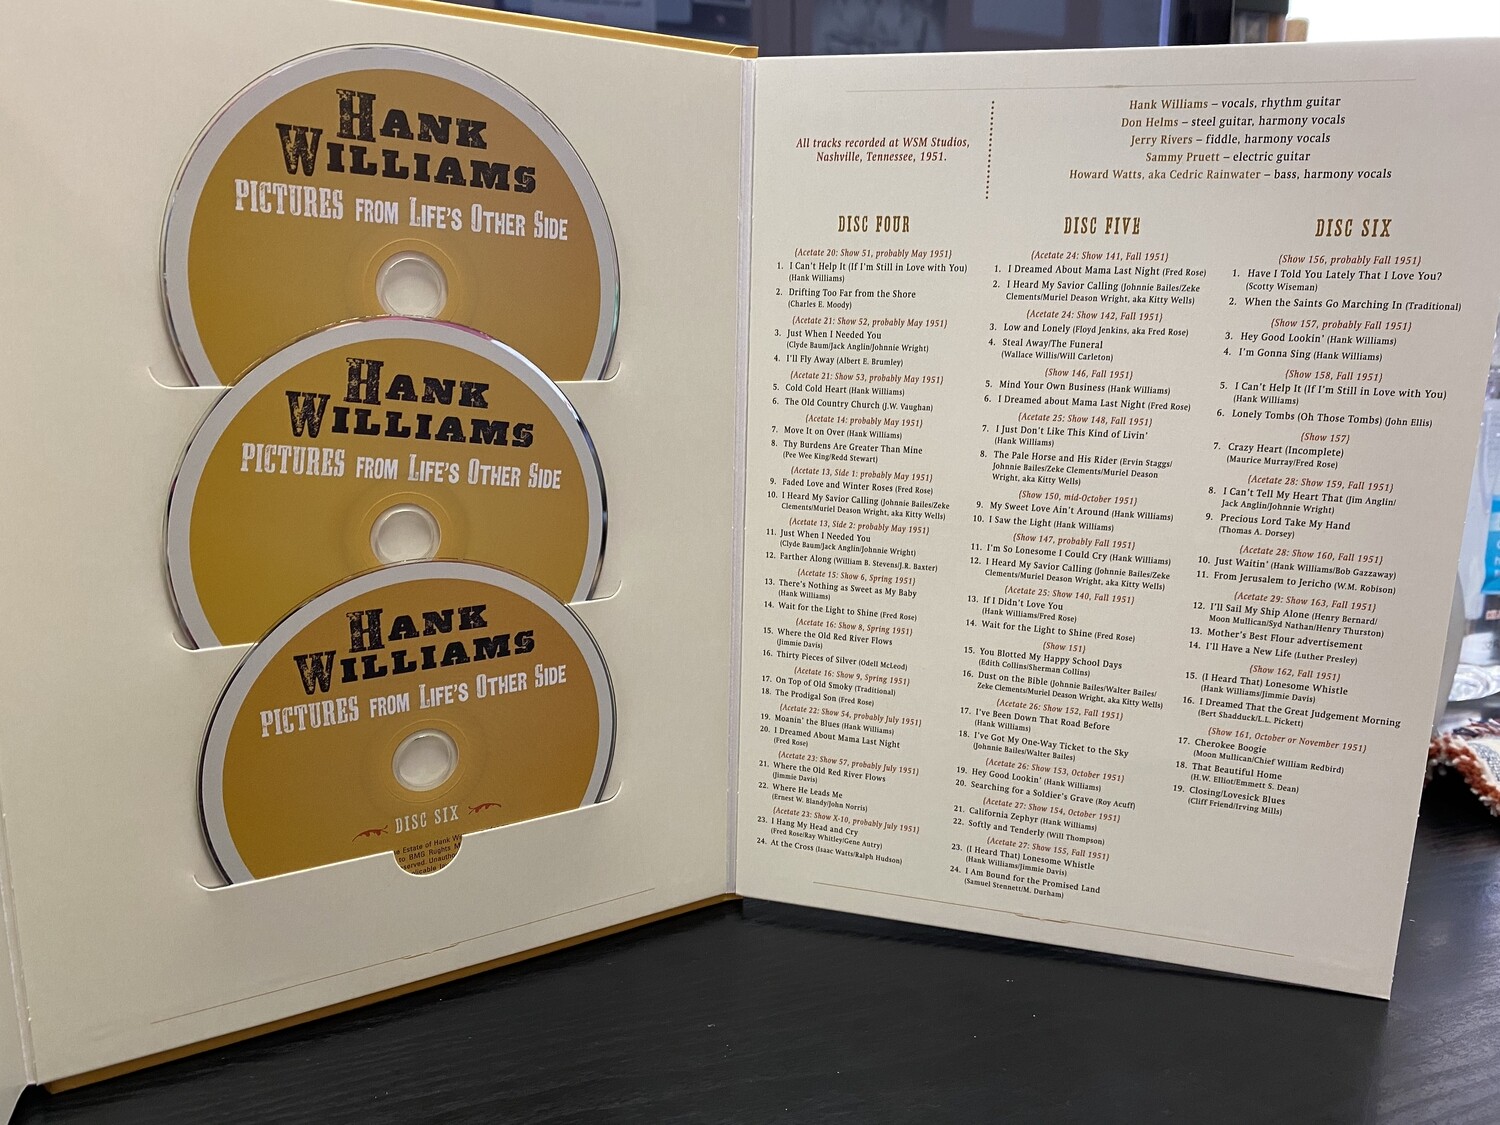 HANK
WILLIAMS
PICTURES FROM LIFE'S OTHER SIDE
HANK
WILLIAMS
PICTURES FROM LIFE'S OTHER SIDE
HANK
WILLIAMS
PICTURES FROM LIFE'S OTHER SIDE
DISC SIX
e Estate of Hank W
to BMG Rights M
served. Unauth
plicable l
All tracks recorded at WSM Studios,
Nashville, Tennessee, 1951.
Hank Williams – vocals, rhythm guitar
Don Helms – steel guitar, harmony vocals
Jerry Rivers – fiddle, harmony vocals
Sammy Pruett – electric guitar
Howard Watts, aka Cedric Rainwater – bass, harmony vocals
DISC FOUR
(Acetate 20: Show 51, probably May 1951)
1. I Can't Help It (If I'm Still in Love with You)
(Hank Williams)
2. Drifting Too Far from the Shore
(Charles E. Moody)
(Acetate 21: Show 52, probably May 1951)
3. Just When I Needed You
(Clyde Baum/Jack Anglin/Johnnie Wright)
4. I'll Fly Away (Albert E. Brumley)
(Acetate 21: Show 53, probably May 1951)
5. Cold Cold Heart (Hank Williams)
6. The Old Country Church (J.W. Vaughan)
(Acetate 14: probably May 1951)
7. Move It on Over (Hank Williams)
8. Thy Burdens Are Greater Than Mine
(Pee Wee King/Redd Stewart)
(Acetate 13, Side 1: probably May 1951)
9. Faded Love and Winter Roses (Fred Rose)
10. I Heard My Savior Calling (Johnnie Bailes/Zeke
Clements/Muriel Deason Wright, aka Kitty Wells)
(Acetate 13, Side 2: probably May 1951)
11. Just When I Needed You
(Clyde Baum/Jack Anglin/Johnnie Wright)
12. Farther Along (William B. Stevens/J.R. Baxter)
(Acetate 15: Show 6, Spring 1951)
13. There's Nothing as Sweet as My Baby
(Hank Williams)
14. Wait for the Light to Shine (Fred Rose)
(Acetate 16: Show 8, Spring 1951)
15. Where the Old Red River Flows
(Jimmie Davis)
16. Thirty Pieces of Silver (Odell McLeod)
(Acetate 16: Show 9, Spring 1951)
17. On Top of Old Smoky (Traditional)
18. The Prodigal Son (Fred Rose)
(Acetate 22: Show 54, probably July 1951)
19. Moanin' the Blues (Hank Williams)
20. I Dreamed About Mama Last Night
(Fred Rose)
(Acetate 23: Show 57, probably July 1951)
21. Where the Old Red River Flows
(Jimmie Davis)
22. Where He Leads Me
(Ernest W. Blandy/John Norris)
(Acetate 23: Show X-10, probably July 1951)
23. I Hang My Head and Cry
(Fred Rose/Ray Whitley/Gene Autry)
24. At the Cross (Isaac Watts/Ralph Hudson)
DISC FIVE
(Acetate 24: Show 141, Fall 1951)
1. I Dreamed About Mama Last Night (Fred Rose)
2. I Heard My Savior Calling (Johnnie Bailes/Zeke
Clements/Muriel Deason Wright, aka Kitty Wells)
(Acetate 24: Show 142, Fall 1951)
3. Low and Lonely (Floyd Jenkins, aka Fred Rose)
4. Steal Away/The Funeral
(Wallace Willis/Will Carleton)
(Show 146, Fall 1951)
5. Mind Your Own Business (Hank Williams)
6. I Dreamed about Mama Last Night (Fred Rose)
(Acetate 25: Show 148, Fall 1951)
7. I Just Don't Like This Kind of Livin'
(Hank Williams)
8. The Pale Horse and His Rider (Ervin Staggs/
Johnnie Bailes/Zeke Clements/Muriel Deason
Wright, aka Kitty Wells)
(Show 150, mid-October 1951)
9. My Sweet Love Ain't Around (Hank Williams)
10. I Saw the Light (Hank Williams)
(Show 147, probably Fall 1951)
11. I'm So Lonesome I Could Cry (Hank Williams)
12. I Heard My Savior Calling (Johnnie Bailes/Zeke
Clements/Muriel Deason Wright, aka Kitty Wells)
(Acetate 25: Show 140, Fall 1951)
13. If I Didn't Love You
(Hank Williams/Fred Rose)
14. Wait for the Light to Shine (Fred Rose)
(Show 151)
15. You Blotted My Happy School Days
(Edith Collins/Sherman Collins)
16. Dust on the Bible (Johnnie Bailes/Walter Bailes/
Zeke Clements/Muriel Deason Wright, aka Kitty Wells)
(Acetate 26: Show 152, Fall 1951)
17. I've Been Down That Road Before
(Hank Williams)
18. I've Got My One-Way Ticket to the Sky
(Johnnie Bailes/Walter Bailes)
(Acetate 26: Show 153, October 1951)
19. Hey Good Lookin' (Hank Williams)
20. Searching for a Soldier's Grave (Roy Acuff)
(Acetate 27: Show 154, October 1951)
21. California Zephyr (Hank Williams)
22. Softly and Tenderly (Will Thompson)
(Acetate 27: Show 155, Fall 1951)
23. (I Heard That) Lonesome Whistle
(Hank Williams/Jimmie Davis)
24. I Am Bound for the Promised Land
(Samuel Stennett/M. Durham)
DISC SIX
(Show 156, probably Fall 1951)
1. Have I Told You Lately That I Love You?
(Scotty Wiseman)
2. When the Saints Go Marching In (Traditional)
(Show 157, probably Fall 1951)
3. Hey Good Lookin' (Hank Williams)
4. I'm Gonna Sing (Hank Williams)
(Show 158, Fall 1951)
5. I Can't Help It (If I'm Still in Love with You)
(Hank Williams)
6. Lonely Tombs (Oh Those Tombs) (John Ellis)
(Show 157)
7. Crazy Heart (Incomplete)
(Maurice Murray/Fred Rose)
(Acetate 28: Show 159, Fall 1951)
8. I Can't Tell My Heart That (Jim Anglin/
Jack Anglin/Johnnie Wright)
9. Precious Lord Take My Hand
(Thomas A. Dorsey)
(Acetate 28: Show 160, Fall 1951)
10. Just Waitin' (Hank Williams/Bob Gazzaway)
11. From Jerusalem to Jericho (W.M. Robison)
(Acetate 29: Show 163, Fall 1951)
12. I'll Sail My Ship Alone (Henry Bernard/
Moon Mullican/Syd Nathan/Henry Thurston)
13. Mother's Best Flour advertisement
14. I'll Have a New Life (Luther Presley)
(Show 162, Fall 1951)
15. (I Heard That) Lonesome Whistle
(Hank Williams/Jimmie Davis)
16. I Dreamed That the Great Judgement Morning
(Bert Shadduck/L.L. Pickett)
(Show 161, October or November 1951)
17. Cherokee Boogie
(Moon Mullican/Chief William Redbird)
18. That Beautiful Home
(H.W. Elliot/Emmett S. Dean)
19. Closing/Lovesick Blues
(Cliff Friend/Irving Mills)